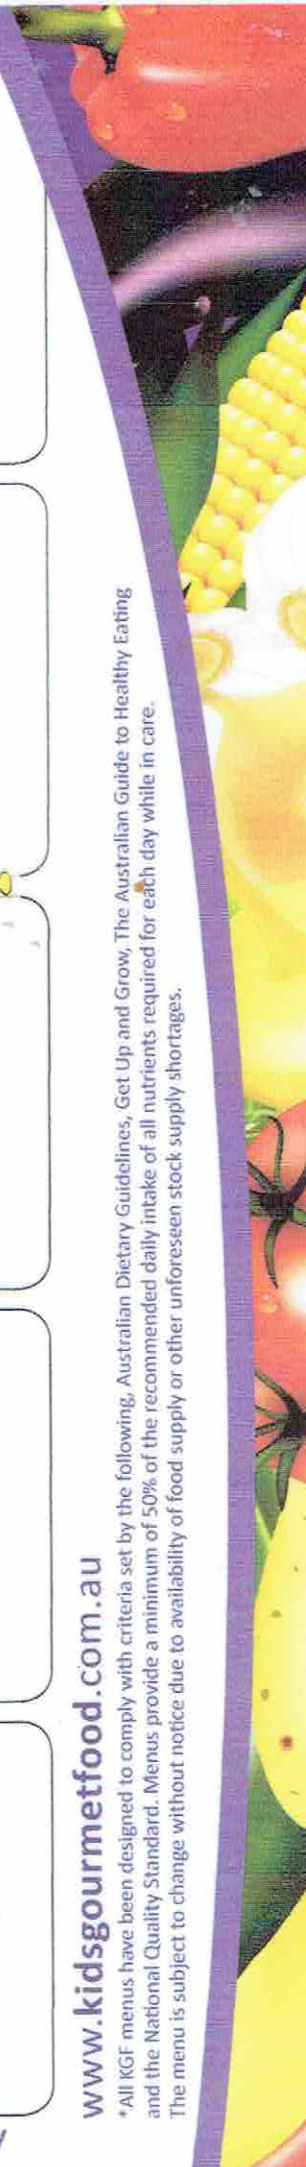 www.kidsgourmetfood.com.au
*All KGF menus have been designed to comply with criteria set by the following, Australian Dietary Guidelines, Get Up and Grow, The Australian Guide to Healthy Eating
and the National Quality Standard. Menus provide a minimum of 50% of the recommended daily intake of all nutrients required for each day while in care.
The menu is subject to change without notice due to availability of food supply or other unforeseen stock supply shortages.